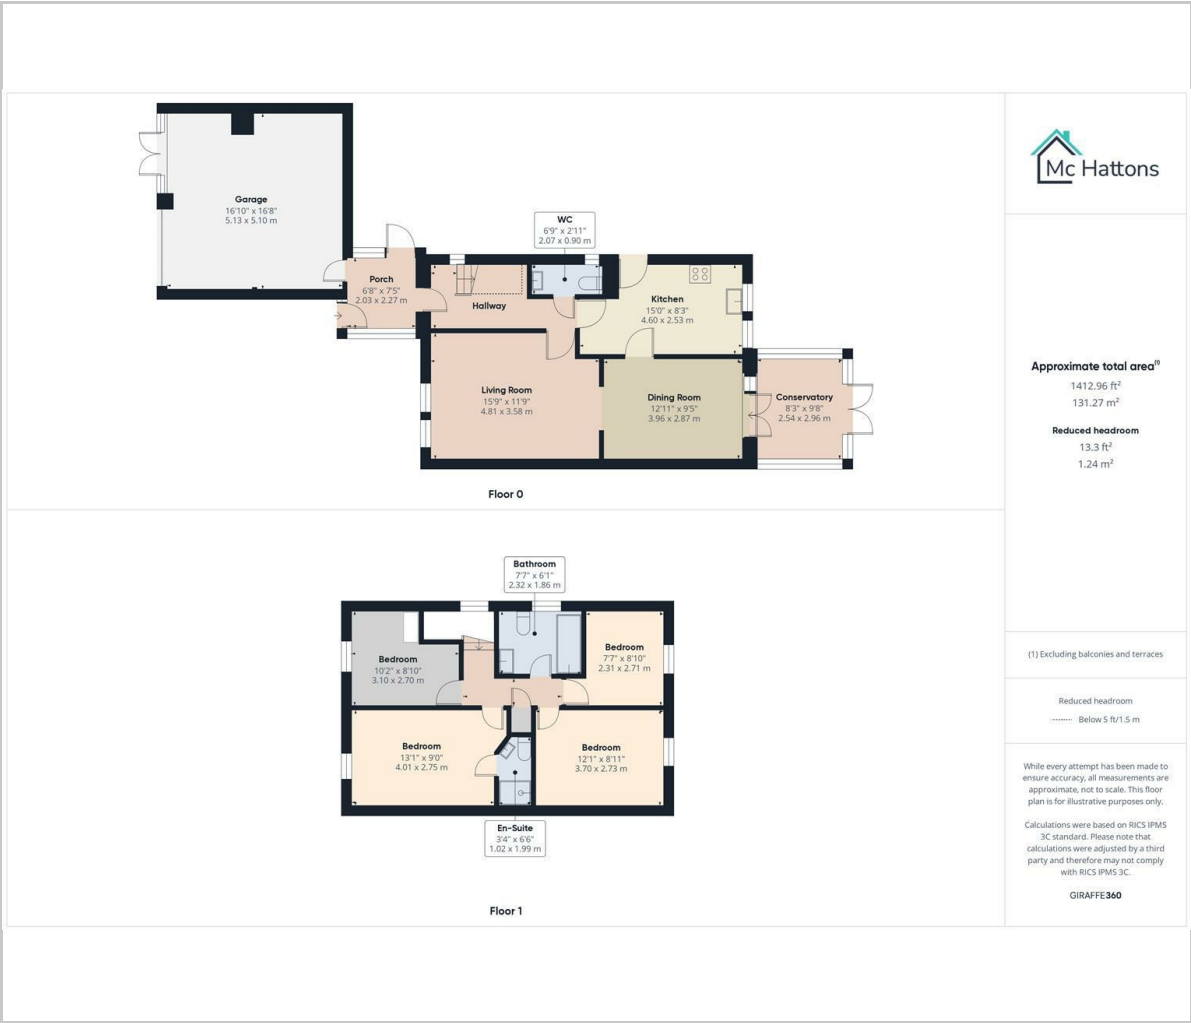 Garage
16'10" x 16'8"
5.13 x 5.10 m
WC
6'9" x 2'11"
2.07 x 0.90 m
Porch
6'8" x 7'5"
2.03 x 2.27 m
Hallway
Kitchen
15'0" x 8'3"
4.60 x 2.53 m
Living Room
15'9" x 11'9"
4.81 x 3.58 m
Dining Room
12'11" x 9'5"
3.96 x 2.87 m
Conservatory
8'3" x 9'8"
2.54 x 2.96 m
Floor 0
Bathroom
7'7" x 6'1"
2.32 x 1.86 m
Bedroom
10'2" x 8'10"
3.10 x 2.70 m
Bedroom
7'7" x 8'10"
2.31 x 2.71 m
Bedroom
13'1" x 9'0"
4.01 x 2.75 m
Bedroom
12'1" x 8'11"
3.70 x 2.73 m
En-Suite
3'4" x 6'6"
1.02 x 1.99 m
Floor 1
Mc Hattons
Approximate total area⁽¹⁾
1412.96 ft²
131.27 m²
Reduced headroom
13.3 ft²
1.24 m²
(1) Excluding balconies and terraces
Reduced headroom
Below 5 ft/1.5 m
While every attempt has been made to
ensure accuracy, all measurements are
approximate, not to scale. This floor
plan is for illustrative purposes only.
Calculations were based on RICS IPMS
3C standard. Please note that
calculations were adjusted by a third
party and therefore may not comply
with RICS IPMS 3C.
GIRAFFE360